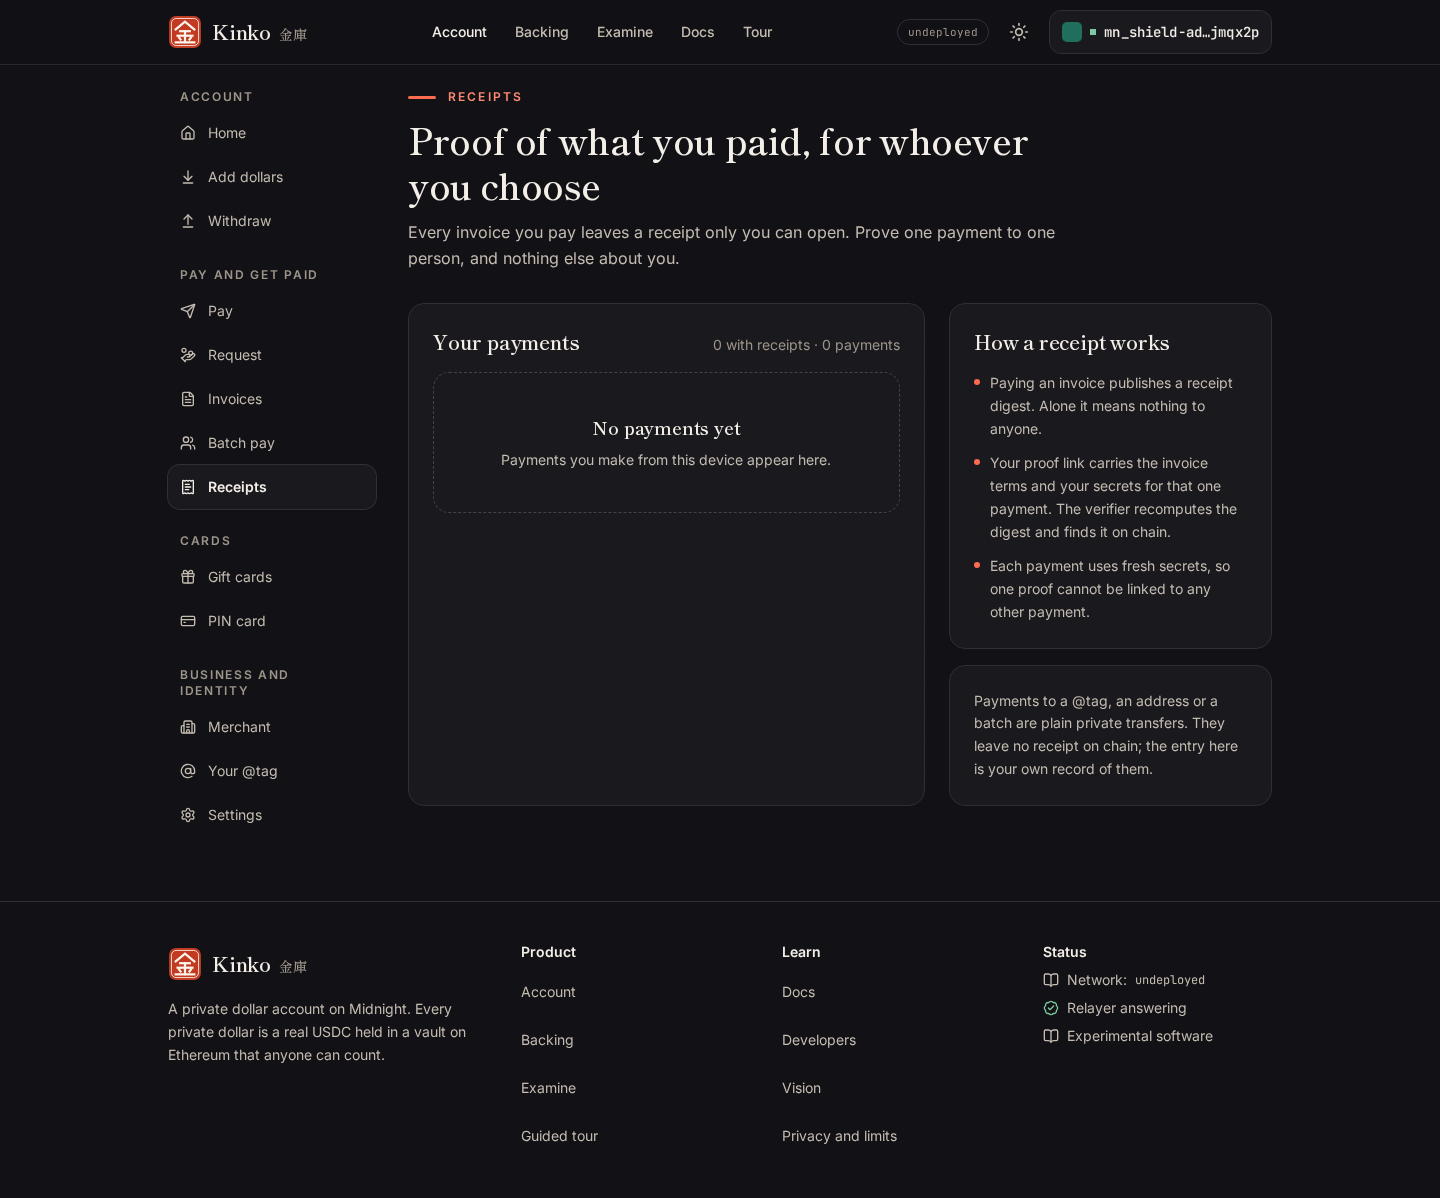 Kinko 金庫
Account
Backing
Examine
Docs
Tour
undeployed
mn_shield-ad…jmqx2p
ACCOUNT
Home
Add dollars
Withdraw
PAY AND GET PAID
Pay
Request
Invoices
Batch pay
Receipts
CARDS
Gift cards
PIN card
BUSINESS AND
IDENTITY
Merchant
Your @tag
Settings
RECEIPTS
Proof of what you paid, for whoever
you choose
Every invoice you pay leaves a receipt only you can open. Prove one payment to one
person, and nothing else about you.
Your payments
0 with receipts · 0 payments
No payments yet
Payments you make from this device appear here.
How a receipt works
Paying an invoice publishes a receipt
digest. Alone it means nothing to
anyone.
Your proof link carries the invoice
terms and your secrets for that one
payment. The verifier recomputes the
digest and finds it on chain.
Each payment uses fresh secrets, so
one proof cannot be linked to any
other payment.
Payments to a @tag, an address or a
batch are plain private transfers. They
leave no receipt on chain; the entry here
is your own record of them.
金
Kinko 金庫
A private dollar account on Midnight. Every
private dollar is a real USDC held in a vault on
Ethereum that anyone can count.
Product
Account
Backing
Examine
Guided tour
Learn
Docs
Developers
Vision
Privacy and limits
Status
Network: undeployed
Relayer answering
Experimental software